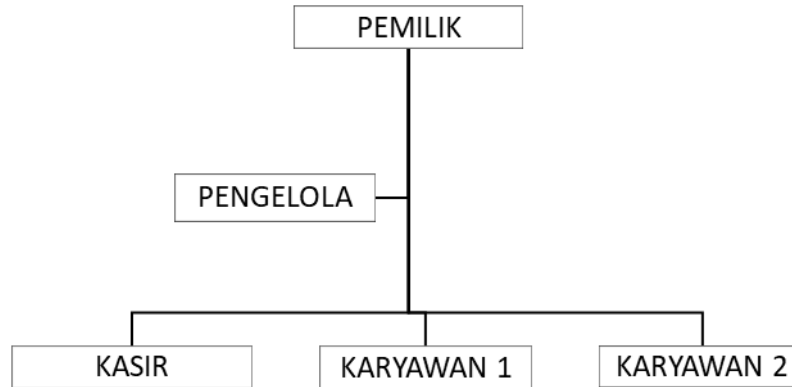 PEMILIK
PENGELOLA
KASIR
KARYAWAN 1
KARYAWAN 2